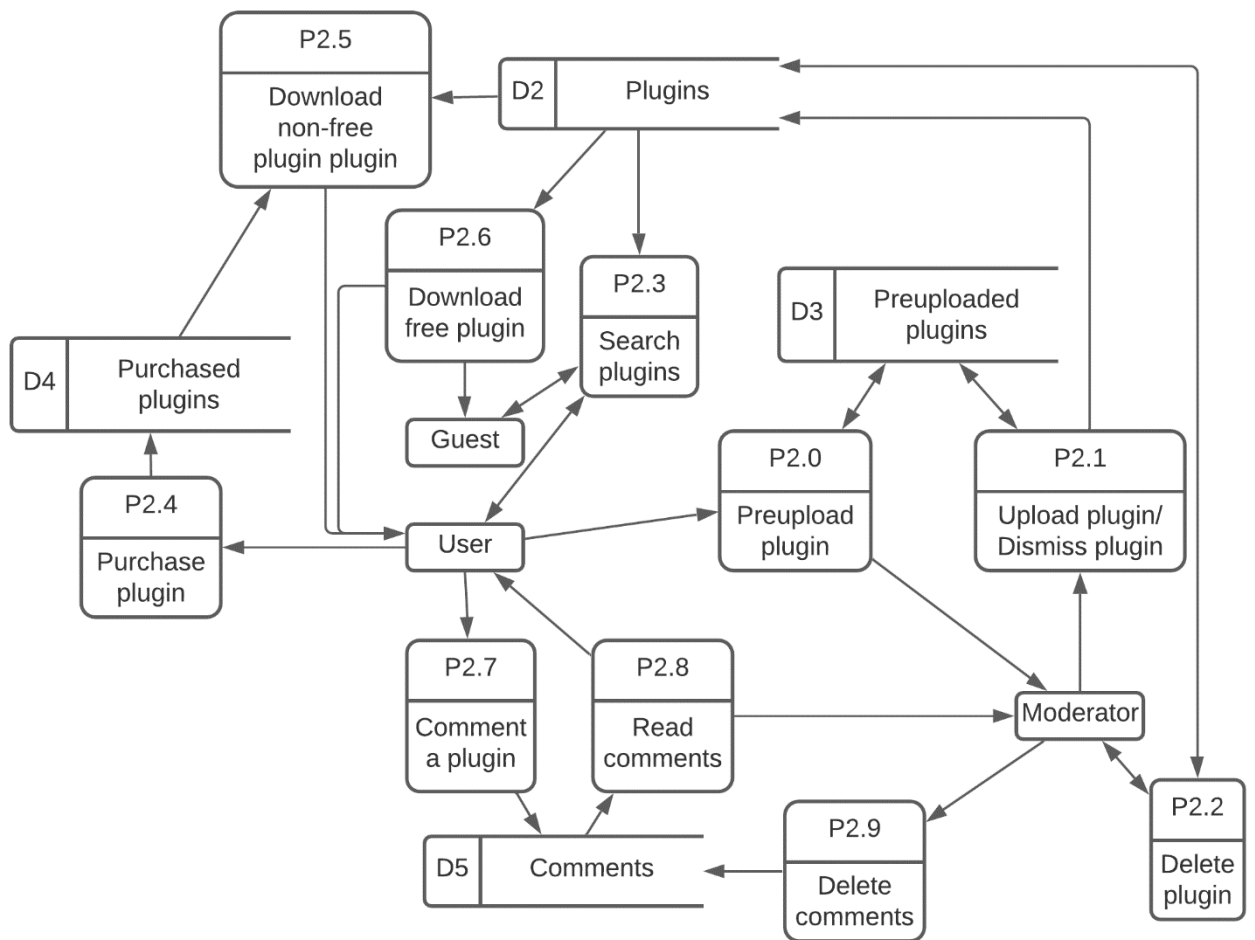 P2.5
Download
non-free
plugin plugin
D2
Plugins
P2.6
Download
free plugin
P2.3
Search
plugins
D3
Preuploaded
plugins
D4
Purchased
plugins
Guest
P2.4
Purchase
plugin
User
P2.0
Preupload
plugin
P2.1
Upload plugin/
Dismiss plugin
P2.7
Comment
a plugin
P2.8
Read
comments
Moderator
D5
Comments
P2.9
Delete
comments
P2.2
Delete
plugin